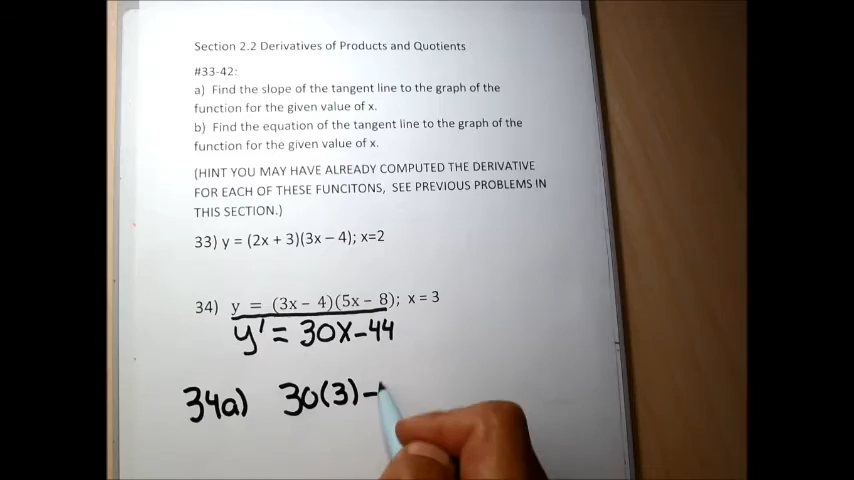 Section 2.2 Derivatives of Products and Quotients
#33-42:
a) Find the slope of the tangent line to the graph of the
function for the given value of x.
b) Find the equation of the tangent line to the graph of the
function for the given value of x.
(HINT YOU MAY HAVE ALREADY COMPUTED THE DERIVATIVE
FOR EACH OF THESE FUNCITONS, SEE PREVIOUS PROBLEMS IN
THIS SECTION.)
33) y = (2x + 3)(3x – 4); x=2
34) y = (3x – 4)(5x – 8); x = 3
y' = 30x-44
34a) 30(3)-